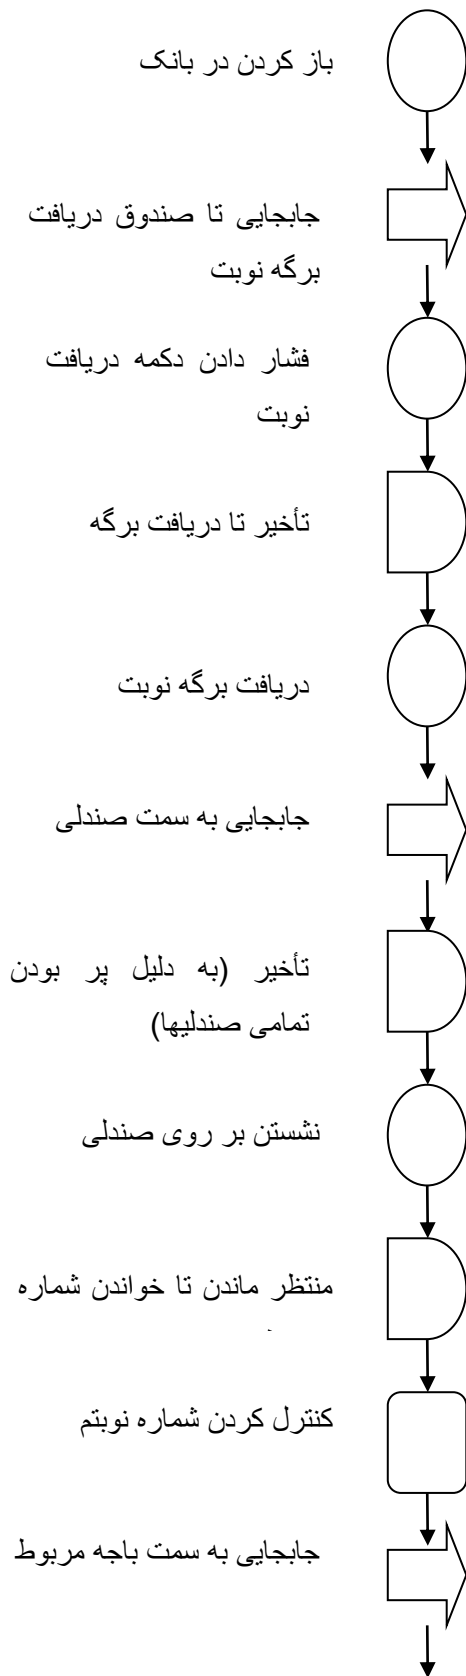 باز کردن در بانک
جابجایی تا صندوق دریافت
برگه نوبت
فشار دادن دکمه دریافت
نوبت
تأخیر تا دریافت برگه
دریافت برگه نوبت
جابجایی به سمت صندلی
تأخیر (به دلیل پر بودن
تمامی صندلیها)
نشستن بر روی صندلی
منتظر ماندن تا خواندن شماره
کنترل کردن شماره نوبتم
جابجایی به سمت باجه مربوط